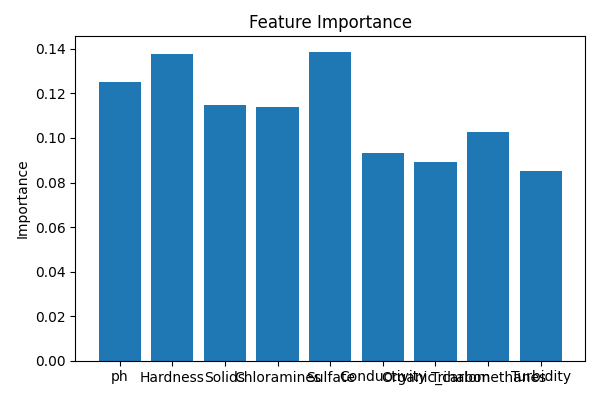 Feature Importance
Importance
0.14
0.12
0.10
0.08
0.06
0.04
0.02
0.00
ph Hardness Solids Chloramines Sulfate Conductivity Organic_carbon Trihalomethanes Turbidity